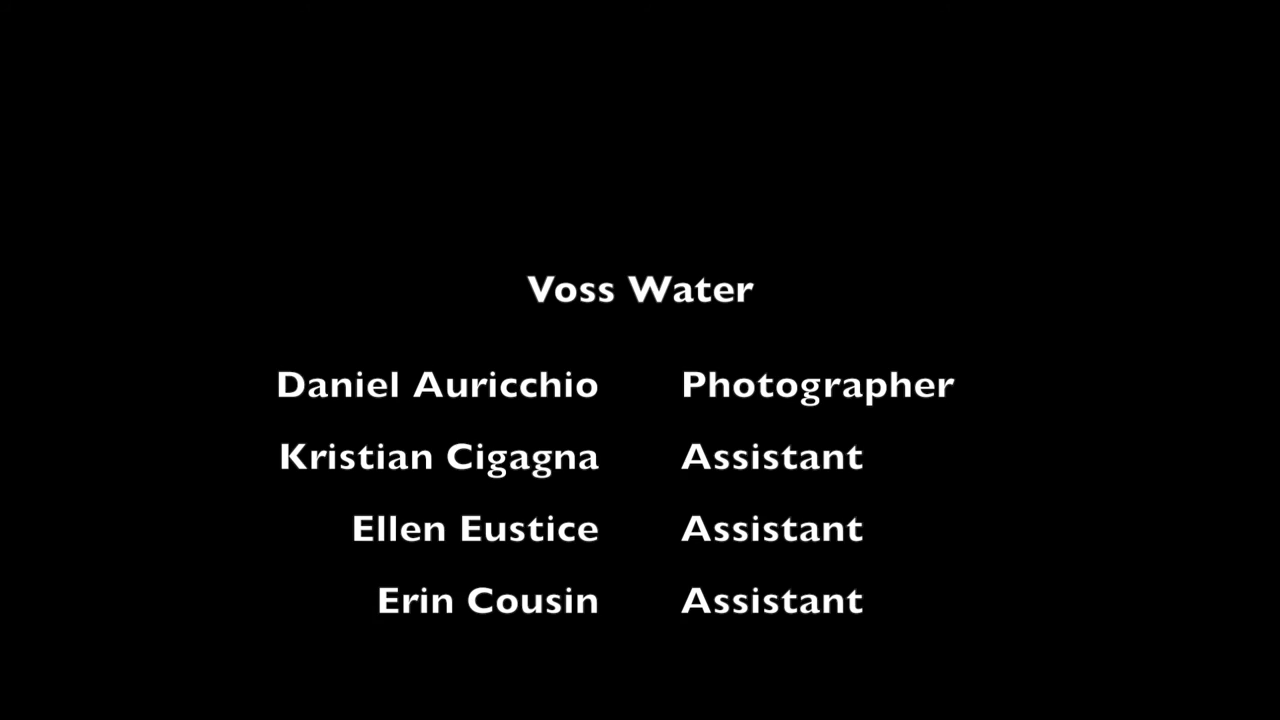 Voss Water
Daniel Auricchio Photographer
Kristian Cigagna Assistant
Ellen Eustice Assistant
Erin Cousin Assistant